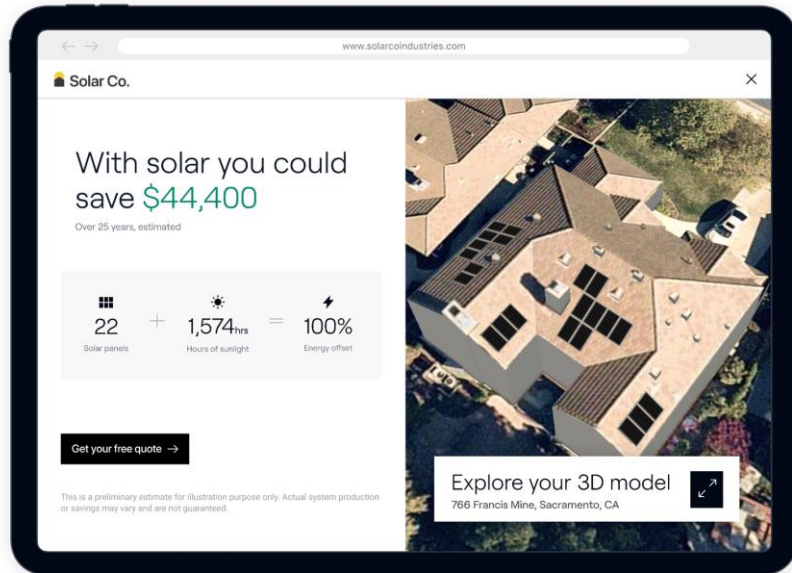 www.solarcoindustries.com
Solar Co.
With solar you could
save $44,400
Over 25 years, estimated
22 + 1,574hrs = 100%
Solar panels Hours of sunlight Energy offset
Get your free quote →
This is a preliminary estimate for illustration purpose only. Actual system production
or savings may vary and are not guaranteed.
Explore your 3D model
766 Francis Mine, Sacramento, CA